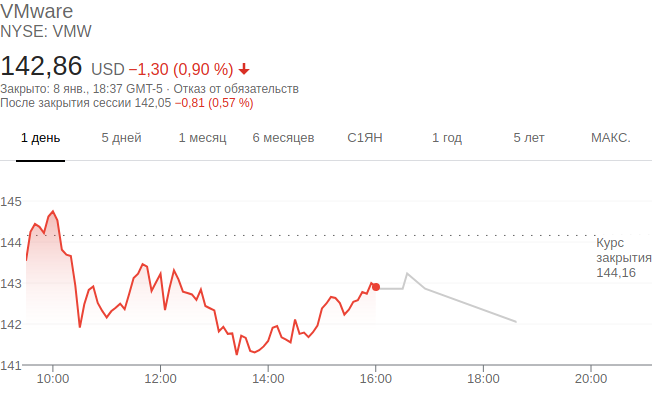 VMware
NYSE: VMW
142,86 USD −1,30 (0,90 %)
Закрыто: 8 янв., 18:37 GMT-5 · Отказ от обязательств
После закрытия сессии 142,05 −0,81 (0,57 %)
1 день 5 дней 1 месяц 6 месяцев С1ЯН 1 год 5 лет МАКС.
145
144
143
142
141
Курс
закрытия
144,16
10:00 12:00 14:00 16:00 18:00 20:00